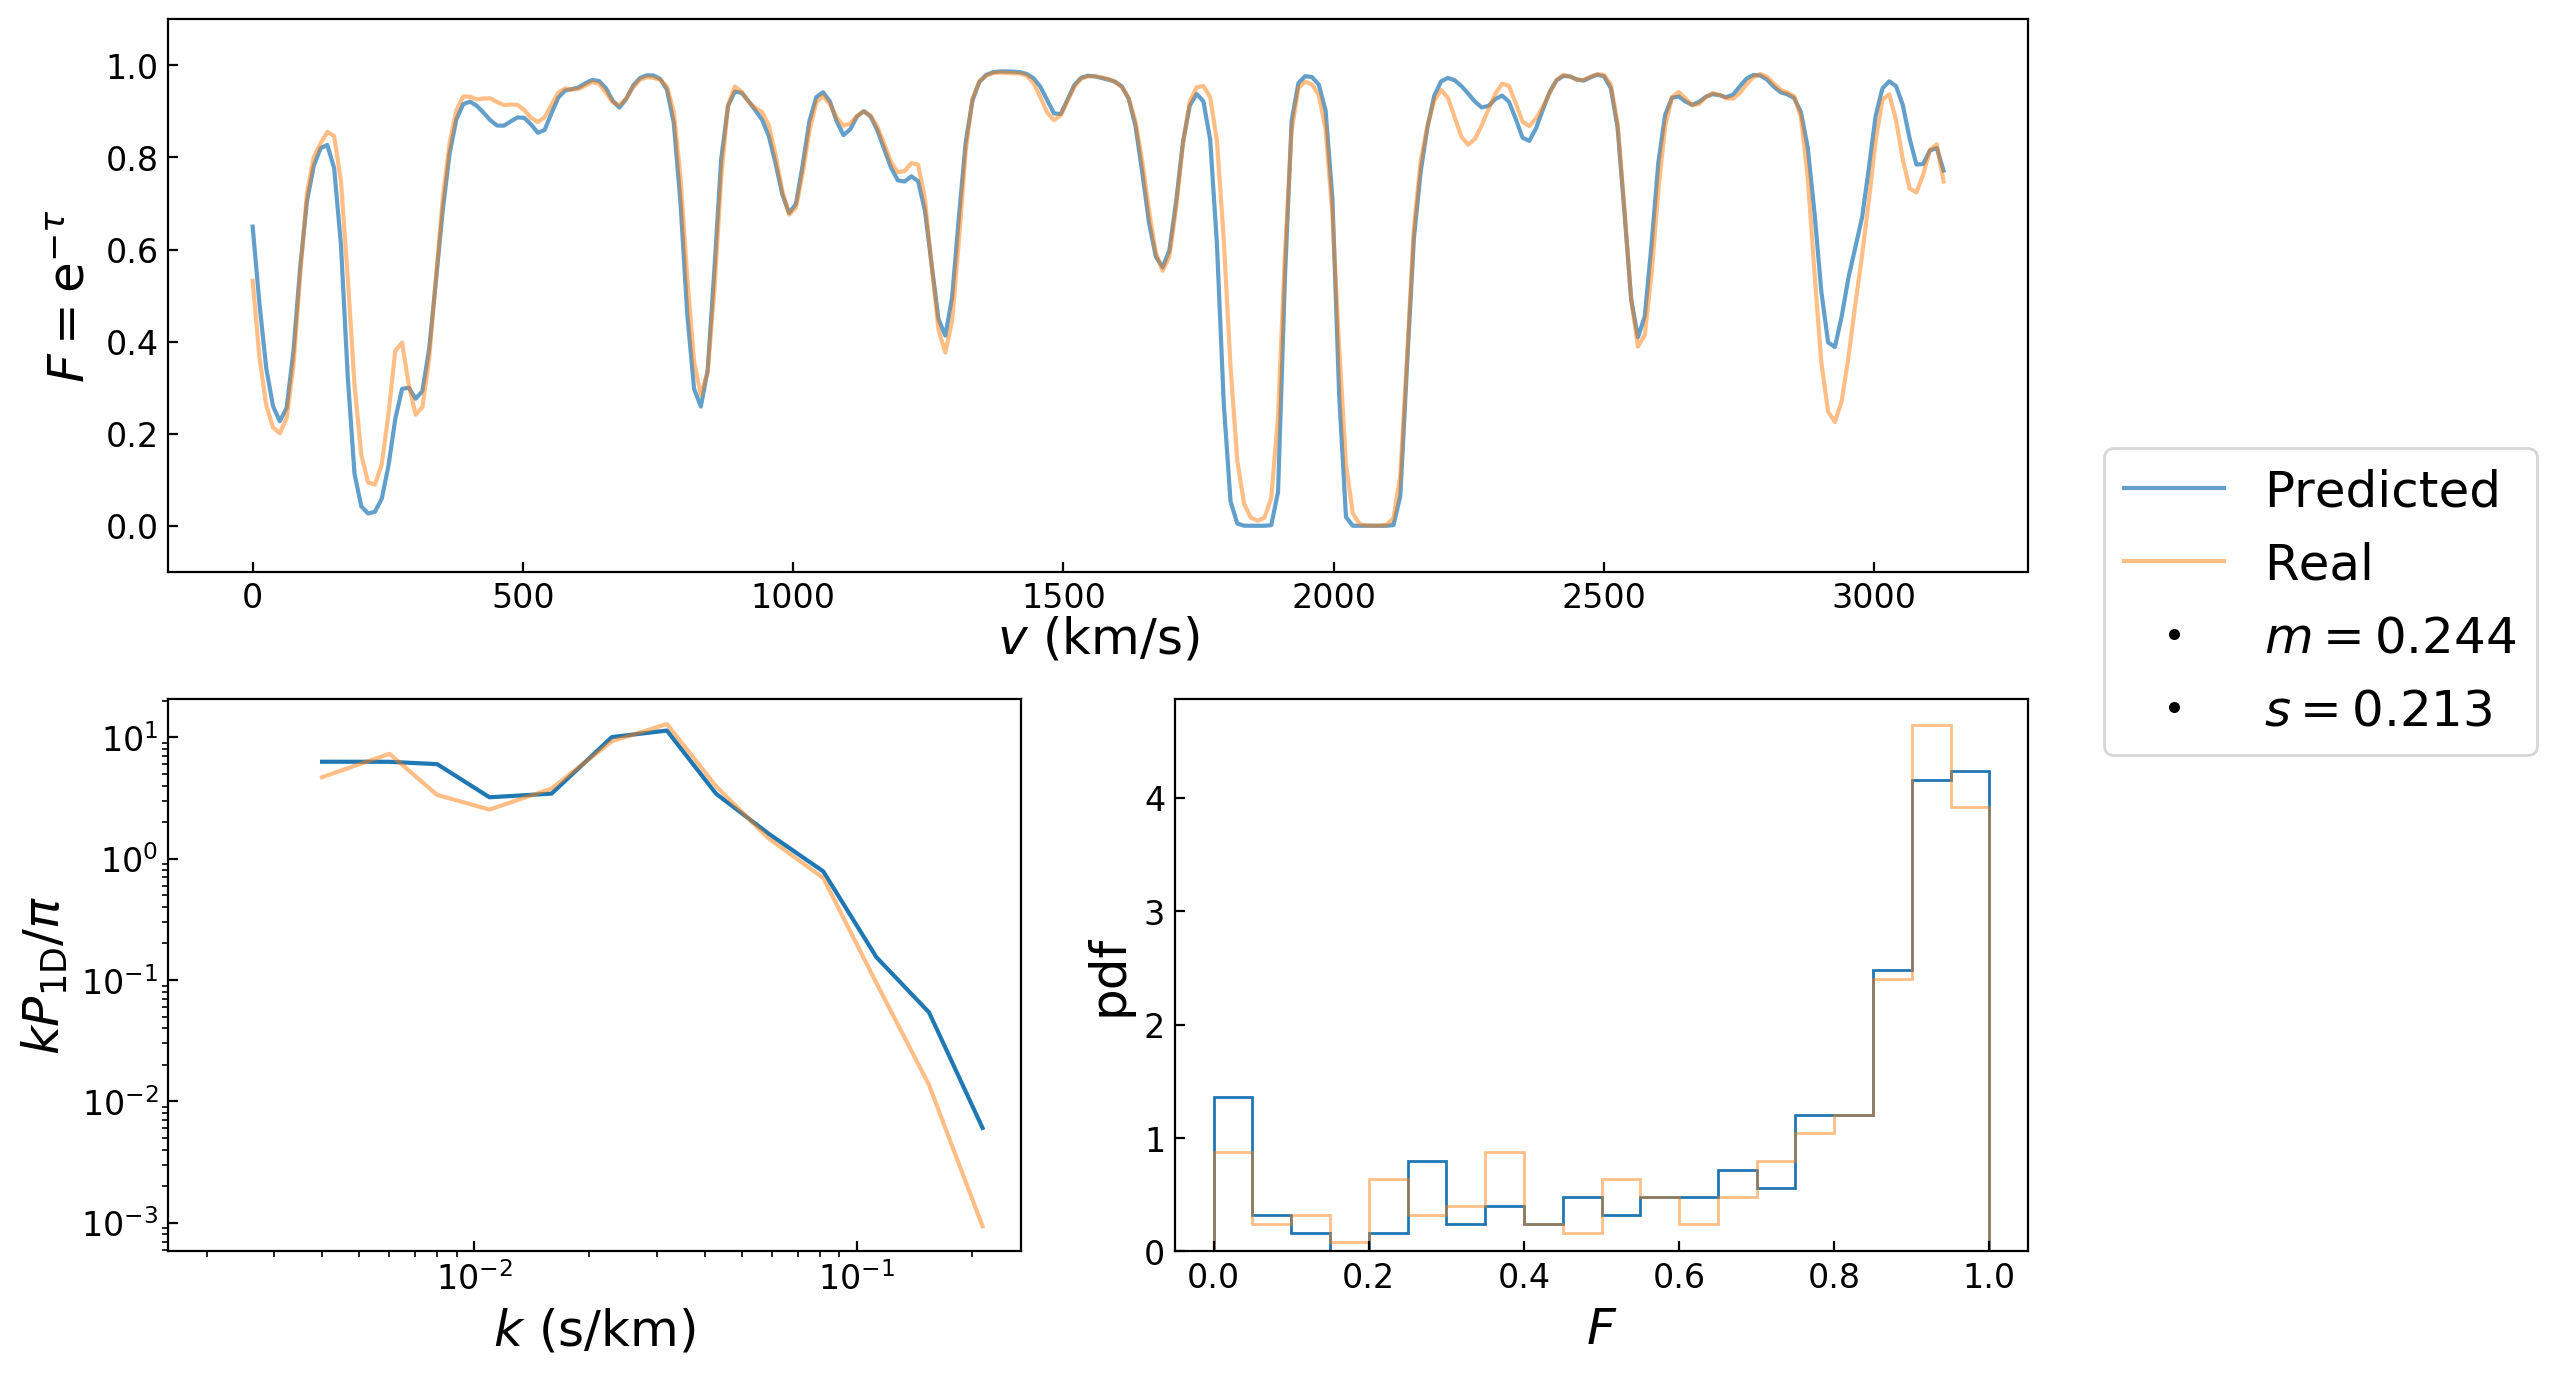 1.0
0.8
0.6
0.4
0.2
0.0
F = e^{-τ}
0 500 1000 1500 2000 2500 3000
v (km/s)
Predicted
Real
m = 0.244
s = 0.213
10^1
10^0
10^{-1}
10^{-2}
10^{-3}
kP_{1D}/π
10^{-2} 10^{-1}
k (s/km)
4
3
2
1
0
pdf
0.0 0.2 0.4 0.6 0.8 1.0
F